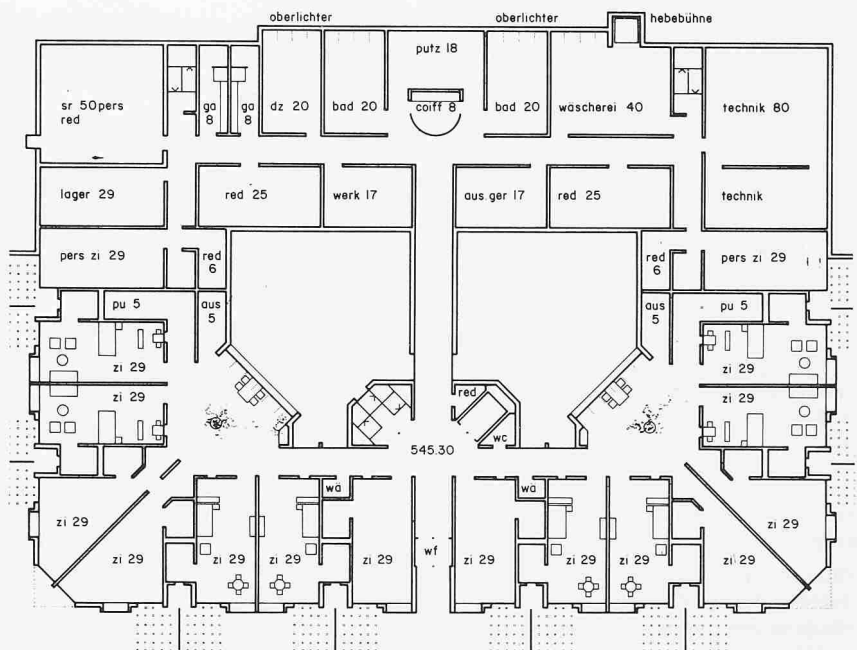 oberlichter oberlichter hebebühne
putz 18
sr 50pers
red
ga
8
ga
8
dz 20 bad 20 coiff 8 bad 20 wäscherei 40 technik 80
lager 29 red 25 werk 17 aus.ger 17 red 25 technik
pers zi 29 red
6
red
6
pers zi 29
pu 5 aus
5
aus
5
pu 5
zi 29 zi 29
zi 29 zi 29
red
wc
545.30
wä wä
zi 29 zi 29
wf
zi 29 zi 29 zi 29 zi 29 zi 29 zi 29 zi 29 zi 29